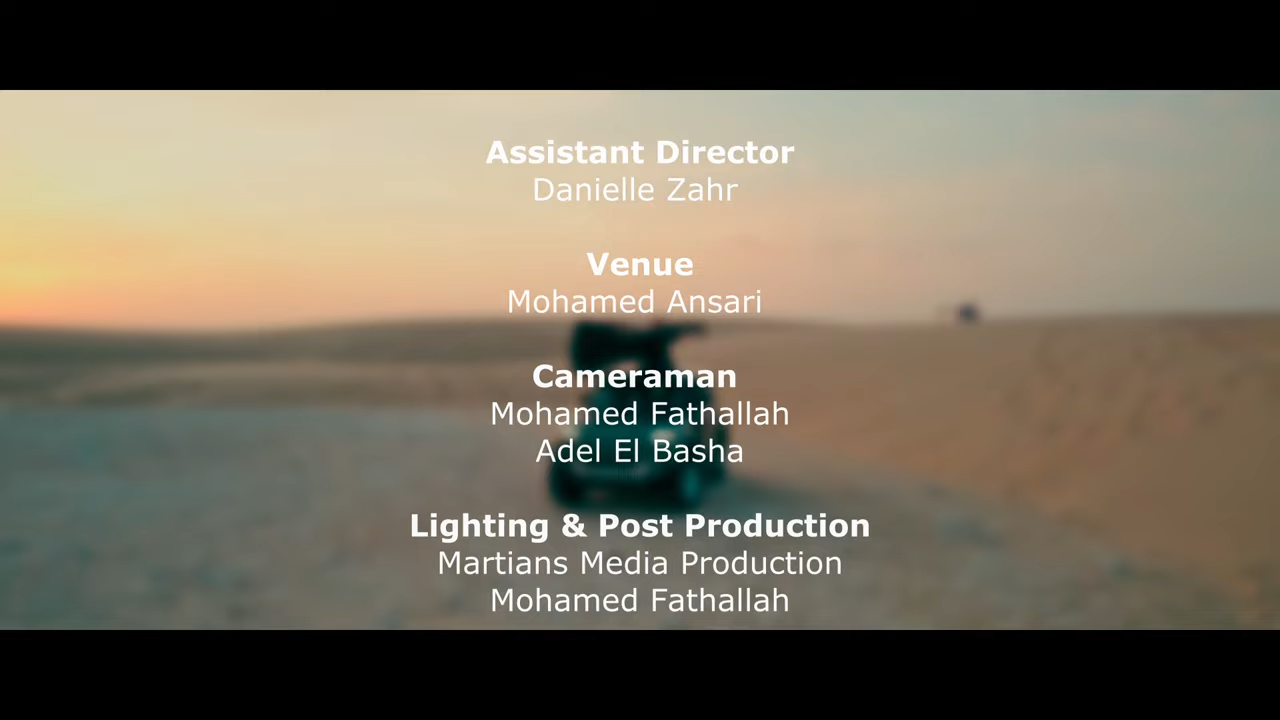 Assistant Director
Danielle Zahr
Venue
Mohamed Ansari
Cameraman
Mohamed Fathallah
Adel El Basha
Lighting & Post Production
Martians Media Production
Mohamed Fathallah